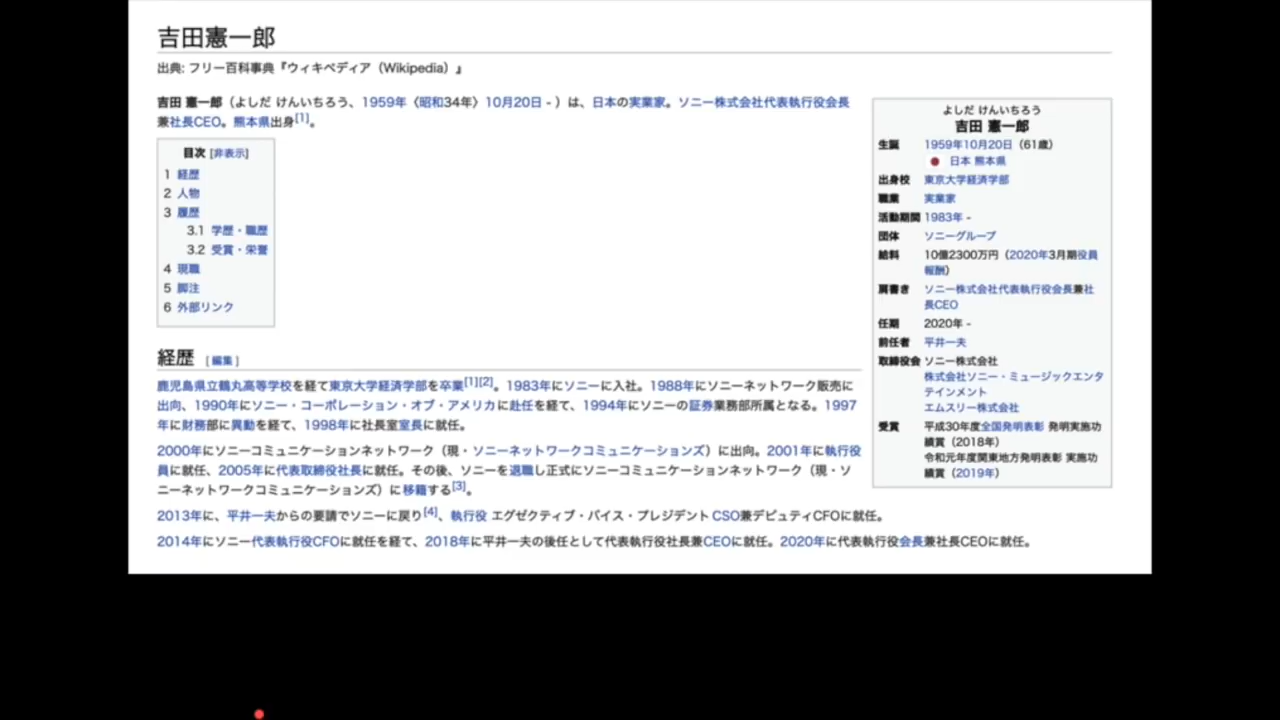 吉田憲一郎
出典: フリー百科事典『ウィキペディア（Wikipedia）』
吉田 憲一郎（よしだ けんいちろう、1959年〈昭和34年〉10月20日 - ）は、日本の実業家。ソニー株式会社代表執行役会長
兼社長CEO。熊本県出身[1]。
目次 [非表示]
1 経歴
2 人物
3 履歴
3.1 学歴・職歴
3.2 受賞・栄誉
4 現職
5 脚注
6 外部リンク
経歴 [編集]
鹿児島県立鶴丸高等学校を経て東京大学経済学部を卒業[1][2]。1983年にソニーに入社。1988年にソニーネットワーク販売に
出向、1990年にソニー・コーポレーション・オブ・アメリカに赴任を経て、1994年にソニーの証券業務部所属となる。1997
年に財務部に異動を経て、1998年に社長室室長に就任。
2000年にソニーコミュニケーションネットワーク（現・ソニーネットワークコミュニケーションズ）に出向。2001年に執行役
員に就任、2005年に代表取締役社長に就任。その後、ソニーを退職し正式にソニーコミュニケーションネットワーク（現・ソ
ニーネットワークコミュニケーションズ）に移籍する[3]。
2013年に、平井一夫からの要請でソニーに戻り[4]、執行役 エグゼクティブ・バイス・プレジデント CSO兼デピュティCFOに就任。
2014年にソニー代表執行役CFOに就任を経て、2018年に平井一夫の後任として代表執行役社長兼CEOに就任。2020年に代表執行役会長兼社長CEOに就任。
よしだ けんいちろう
吉田 憲一郎
生誕 1959年10月20日（61歳）
日本 熊本県
出身校 東京大学経済学部
職業 実業家
活動期間 1983年 -
団体 ソニーグループ
給料 10億2300万円（2020年3月期役員
報酬）
肩書き ソニー株式会社代表執行役会長兼社
長CEO
任期 2020年 -
前任者 平井一夫
取締役会 ソニー株式会社
株式会社ソニー・ミュージックエンタ
テインメント
エムスリー株式会社
受賞 平成30年度全国発明表彰 発明実施功
績賞（2018年）
令和元年度関東地方発明表彰 実施功
績賞（2019年）